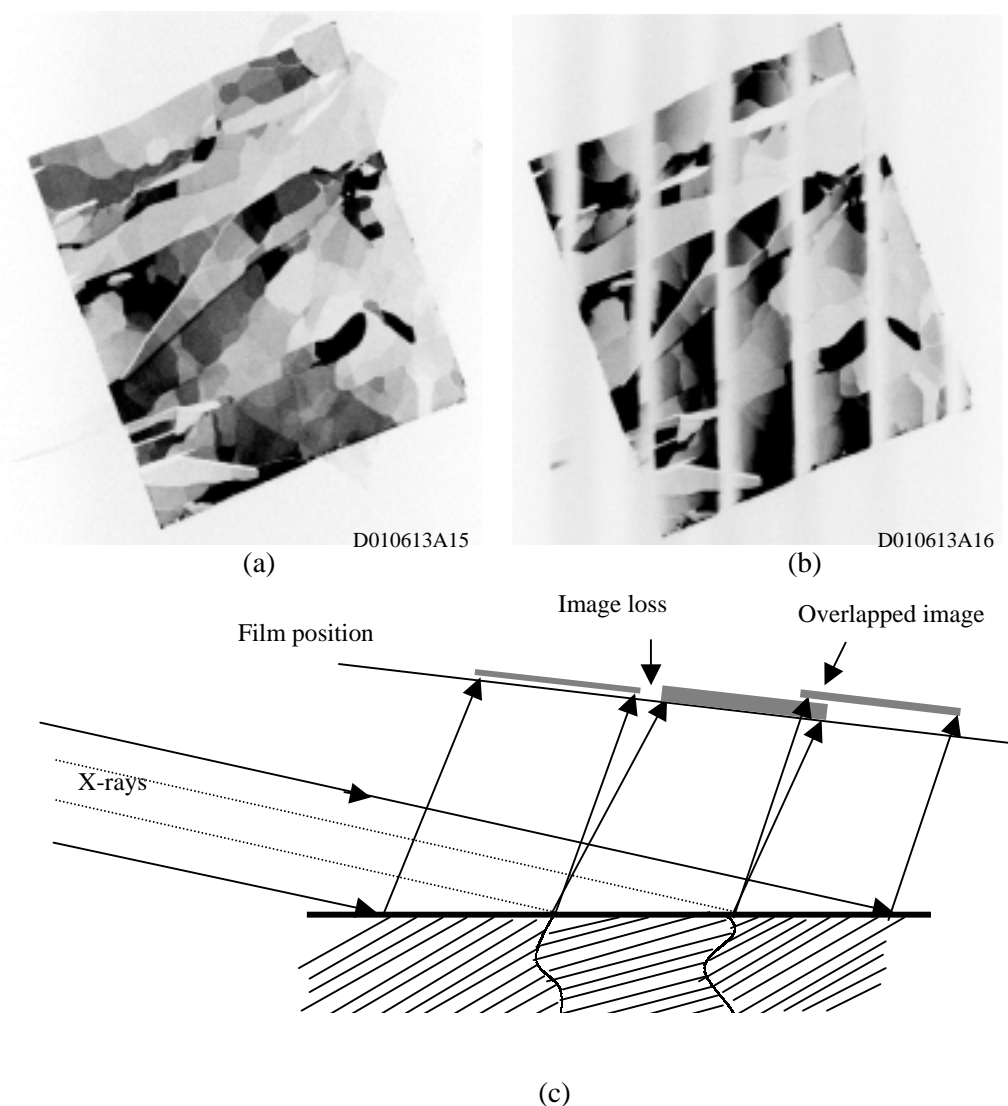 D010613A15
D010613A16
(a)
(b)
Image loss
Overlapped image
Film position
X-rays
(c)